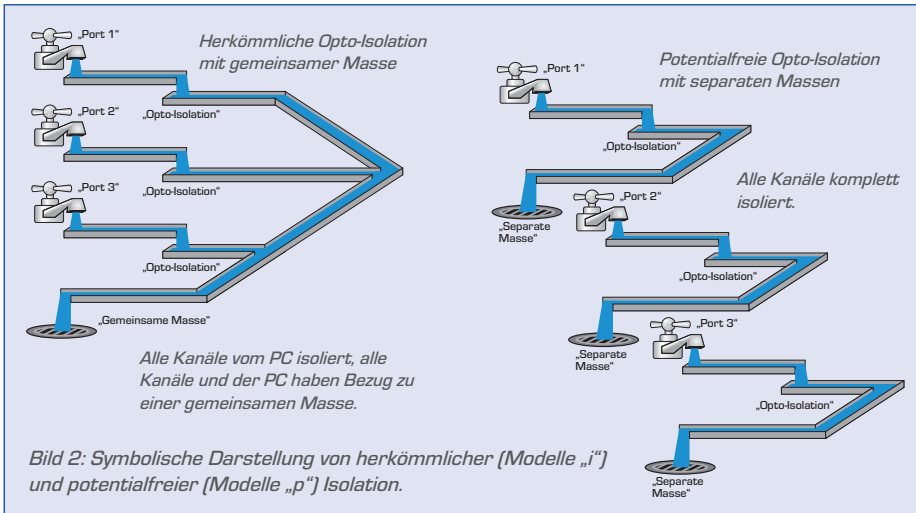 „Port 1“
Herkömmliche Opto-Isolation
mit gemeinsamer Masse
„Opto-Isolation“
„Port 2“
„Opto-Isolation“
„Port 3“
„Opto-Isolation“
„Gemeinsame Masse“
Alle Kanäle vom PC isoliert, alle
Kanäle und der PC haben Bezug zu
einer gemeinsamen Masse.
Potentialfreie Opto-Isolation
mit separaten Massen
„Port 1“
„Opto-Isolation“
Alle Kanäle komplett
isoliert.
„Separate
Masse“
„Port 2“
„Opto-Isolation“
„Separate
Masse“
„Port 3“
„Opto-Isolation“
„Separate
Masse“
Bild 2: Symbolische Darstellung von herkömmlicher (Modelle „i“)
und potentialfreier (Modelle „p“) Isolation.